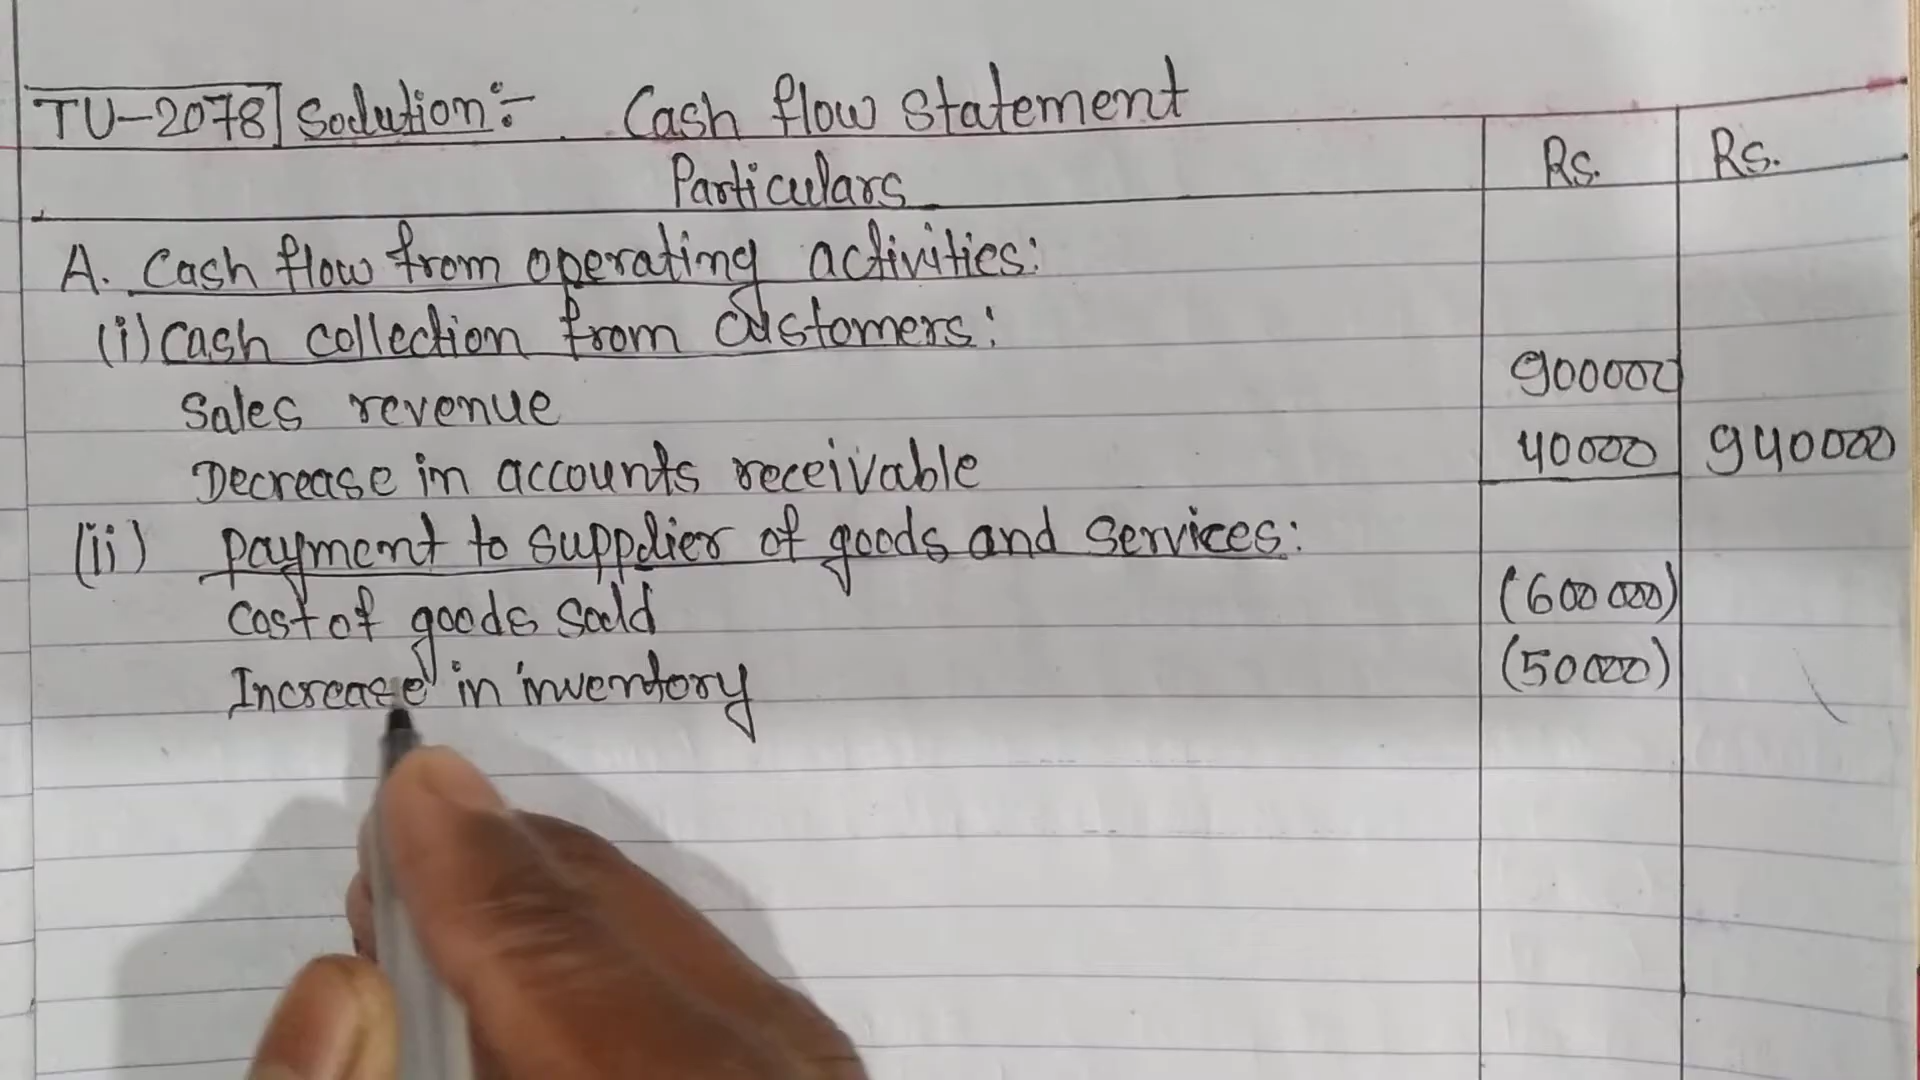 TU-2078 Solution:- Cash flow statement
Particulars Rs. Rs.
A. Cash flow from operating activities:
(i) Cash collection from customers:
Sales revenue 900000
Decrease in accounts receivable 40000 940000
(ii) Payment to supplier of goods and services:
Cost of goods sold (600000)
Increase in inventory (50000)